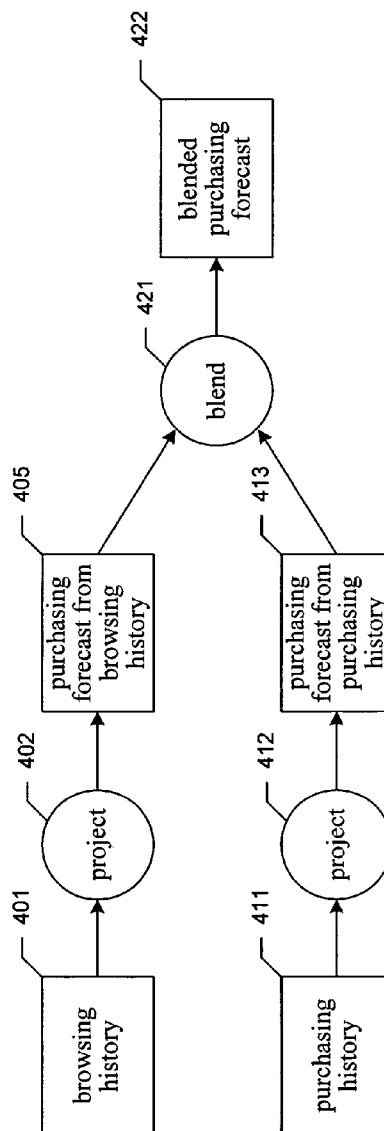 401
browsing
history
402
project
405
purchasing
forecast from
browsing
history
411
purchasing
history
412
project
413
purchasing
forecast from
purchasing
history
421
blend
422
blended
purchasing
forecast